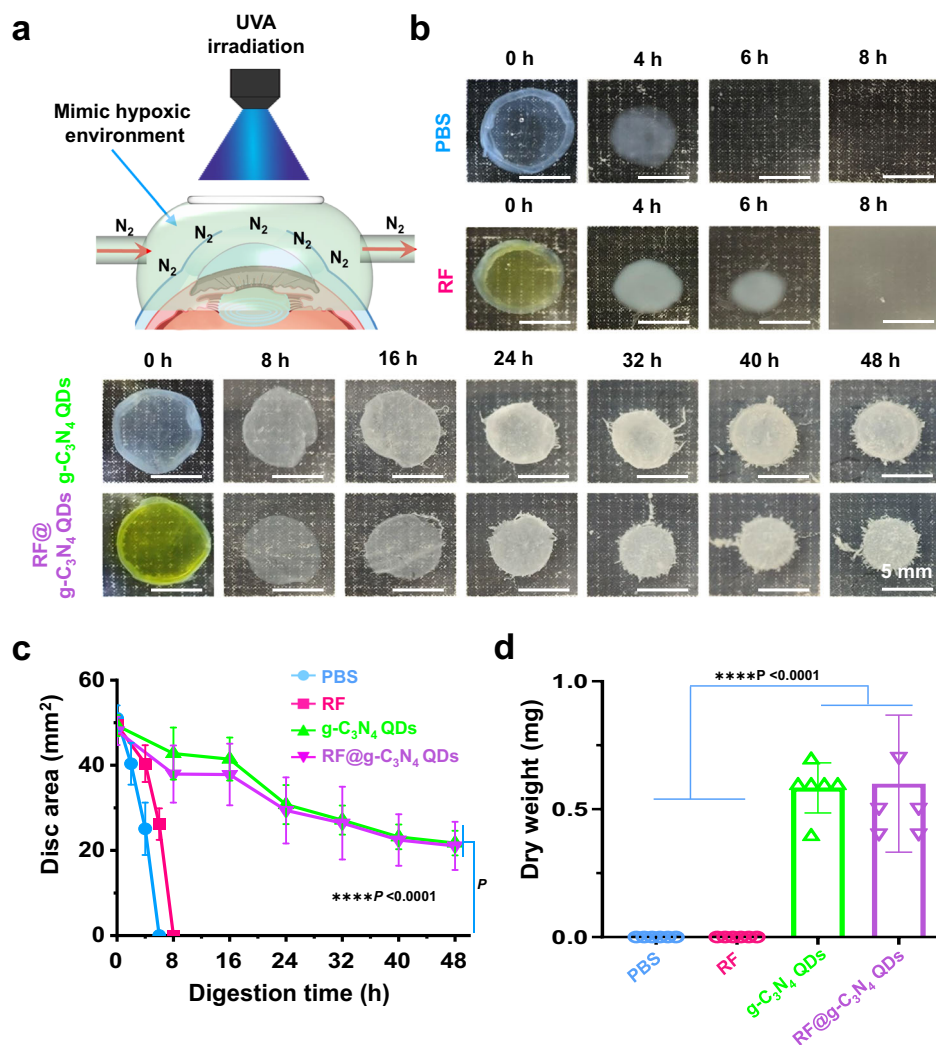 a
UVA
irradiation
Mimic hypoxic
environment
N₂
N₂
N₂
N₂
N₂
N₂
N₂
b
0 h 4 h 6 h 8 h
PBS
0 h 4 h 6 h 8 h
RF
0 h 8 h 16 h 24 h 32 h 40 h 48 h
g-C₃N₄ QDs
RF@
g-C₃N₄ QDs
5 mm
c
Disc area (mm²)
60
40
20
0
PBS
RF
g-C₃N₄ QDs
RF@g-C₃N₄ QDs
****P <0.0001
P
0 8 16 24 32 40 48
Digestion time (h)
d
Dry weight (mg)
1.0
0.5
0.0
****P <0.0001
PBS
RF
g-C₃N₄ QDs
RF@g-C₃N₄ QDs